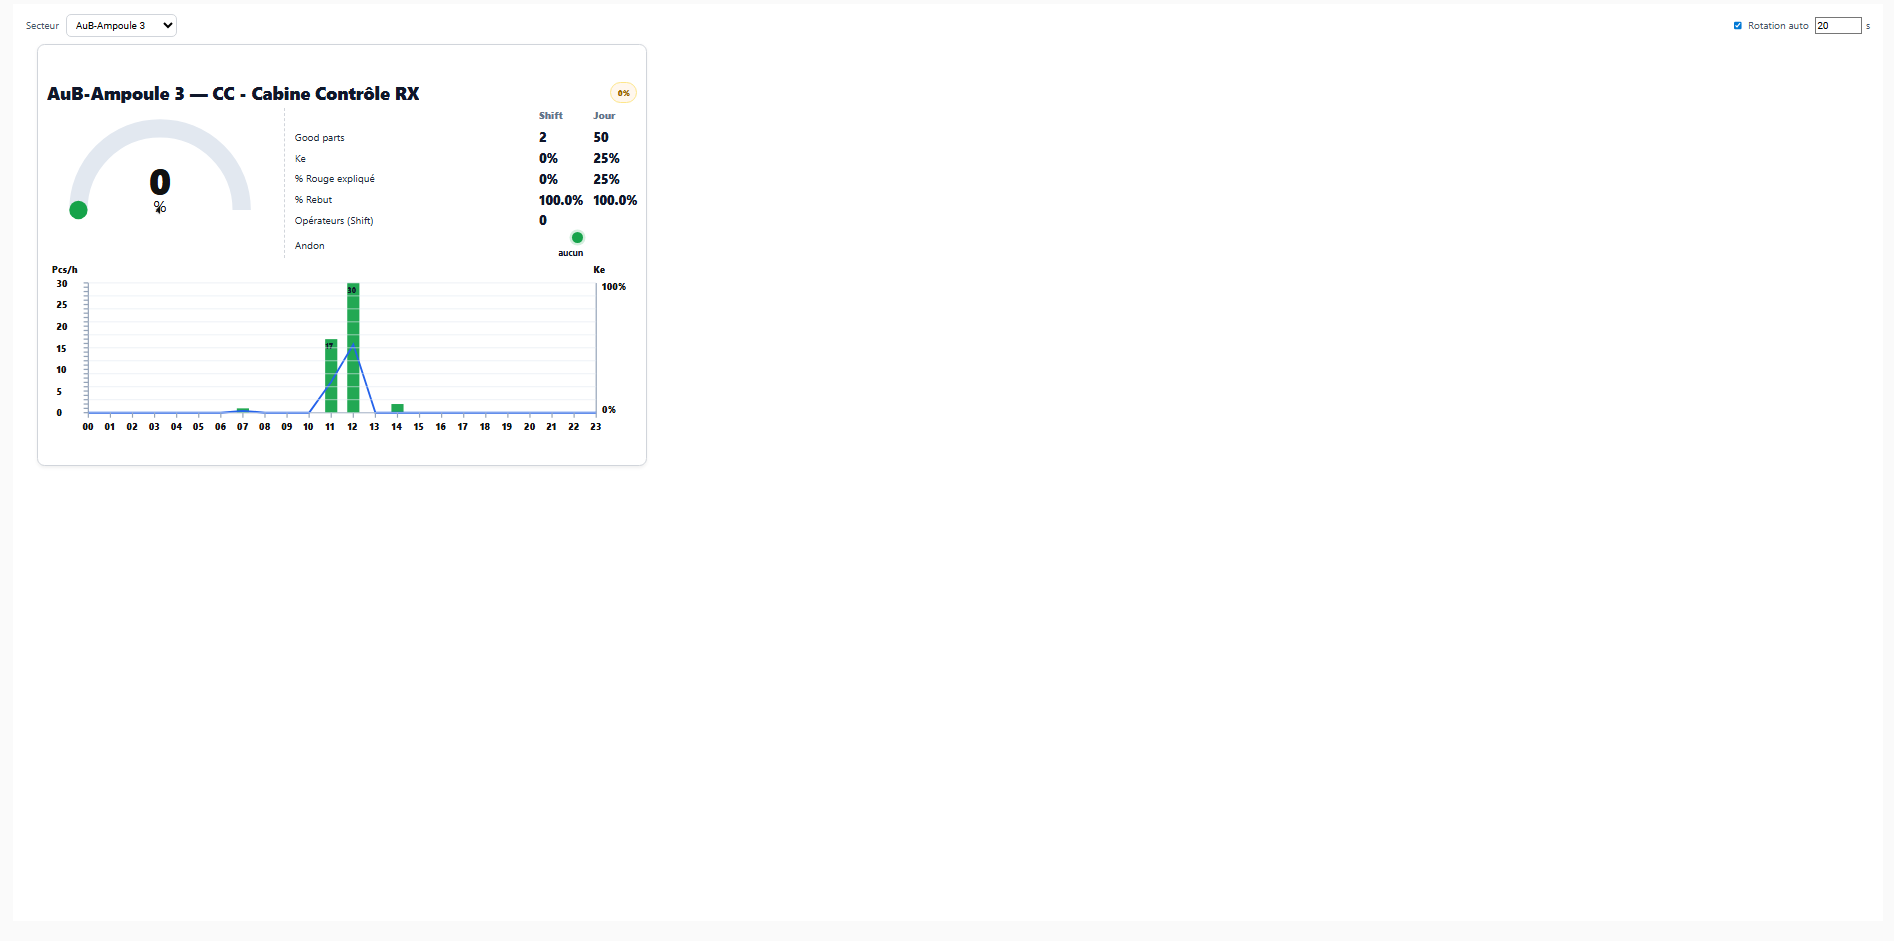 Secteur AuB-Ampoule 3 Rotation auto 20 s
AuB-Ampoule 3 — CC - Cabine Contrôle RX 0%
Shift Jour
Good parts 2 50
Ke 0% 25%
% Rouge expliqué 0% 25%
% Rebut 100.0% 100.0%
Opérateurs (Shift) 0
Andon aucun
0
%
Pcs/h Ke
30 100%
25
20
15
10
5
0 0%
30
17
00 01 02 03 04 05 06 07 08 09 10 11 12 13 14 15 16 17 18 19 20 21 22 23